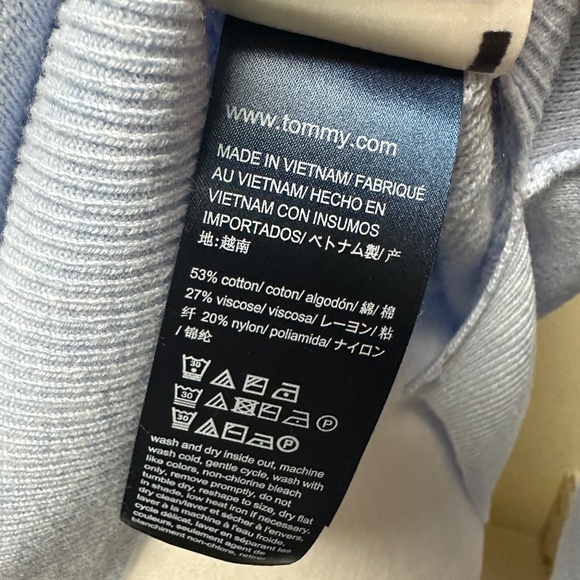 www.tommy.com
MADE IN VIETNAM/ FABRIQUÉ
AU VIETNAM/ HECHO EN
VIETNAM CON INSUMOS
IMPORTADOS/ ベトナム製/ 产
地:越南
53% cotton/ coton/ algodón/ 綿/ 棉
27% viscose/ viscosa/ レーヨン/ 粘
纤 20% nylon/ poliamida/ ナイロン
/ 锦纶
30
30 P
30 P
wash and dry inside out, machine
wash cold, gentle cycle, wash with
like colors, non-chlorine bleach
only, remove promptly, do not
tumble dry, reshape to size, dry flat
in shade, low heat iron if necessary,
dry clean/laver et sécher à l'envers,
laver à la machine à l'eau froide,
cycle délicat, laver en séparant les
couleurs, seulement agent de
blanchiment non-chlore, retirer